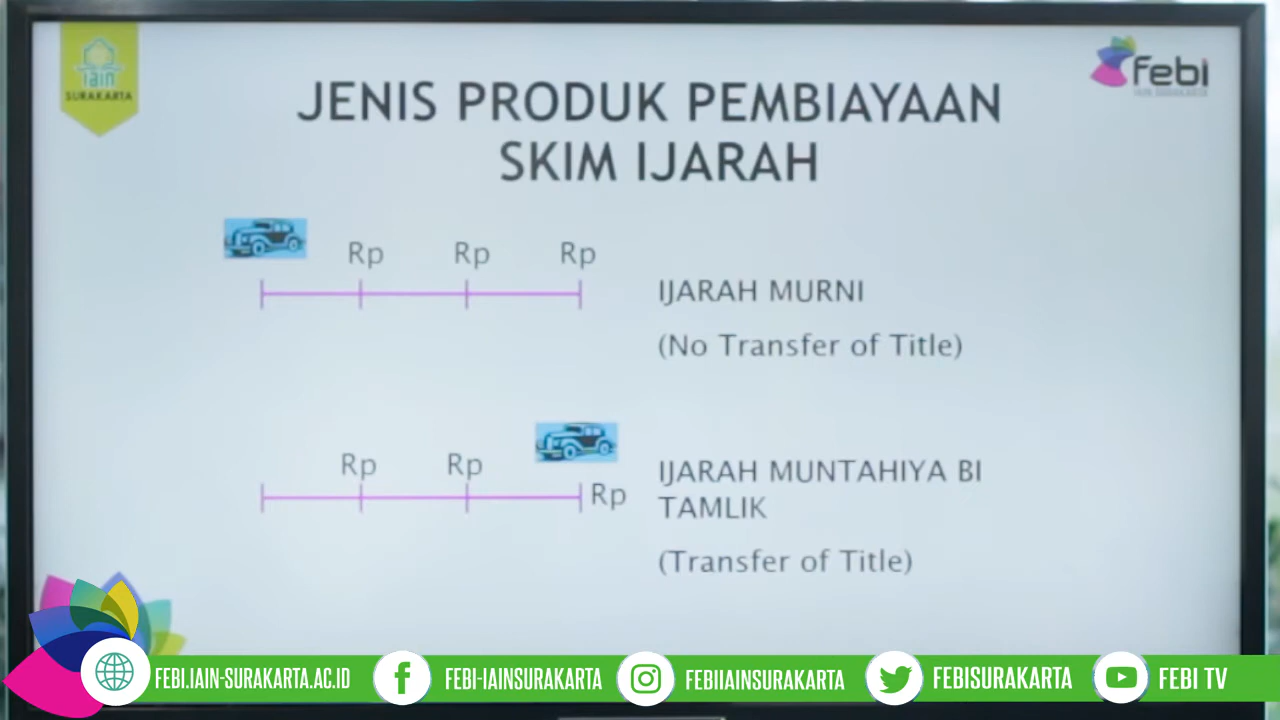 iain
SURAKARTA
febi
IAIN SURAKARTA
JENIS PRODUK PEMBIAYAAN
SKIM IJARAH
Rp Rp Rp
IJARAH MURNI
(No Transfer of Title)
Rp Rp
Rp
IJARAH MUNTAHIYA BI
TAMLIK
(Transfer of Title)
FEBI.IAIN-SURAKARTA.AC.ID
FEBI-IAINSURAKARTA
FEBIIAINSURAKARTA
FEBISURAKARTA
FEBI TV